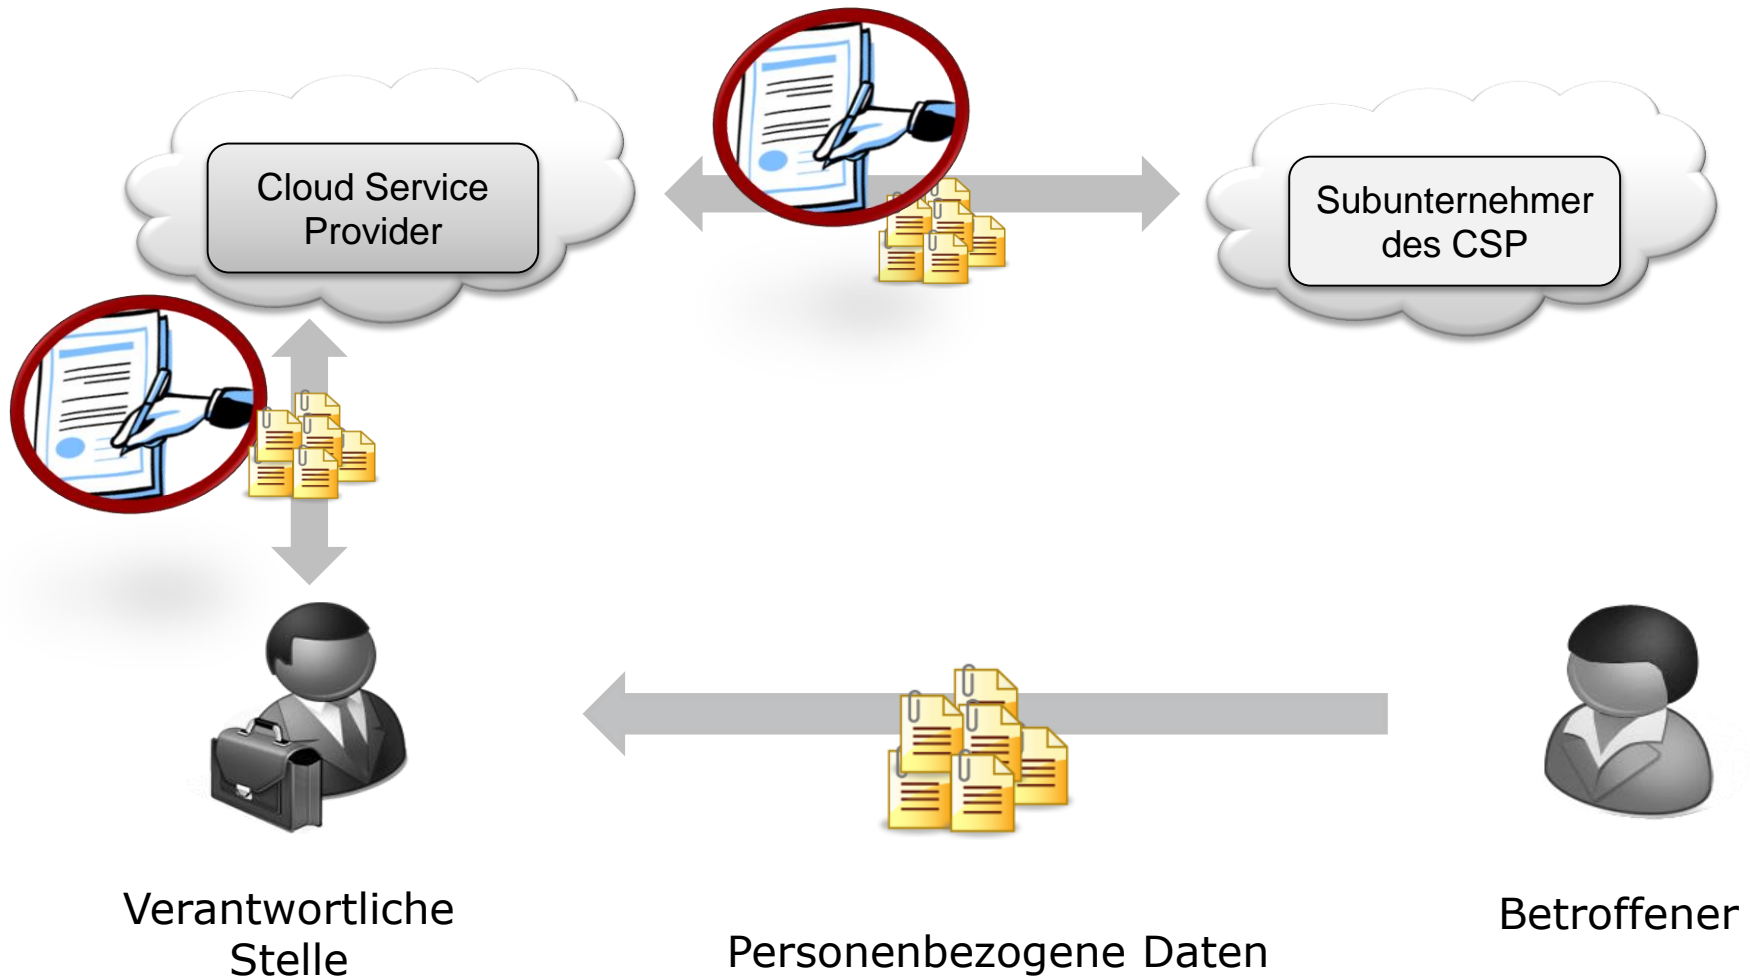 Cloud Service
Provider
Subunternehmer
des CSP
Verantwortliche
Stelle
Personenbezogene Daten
Betroffener